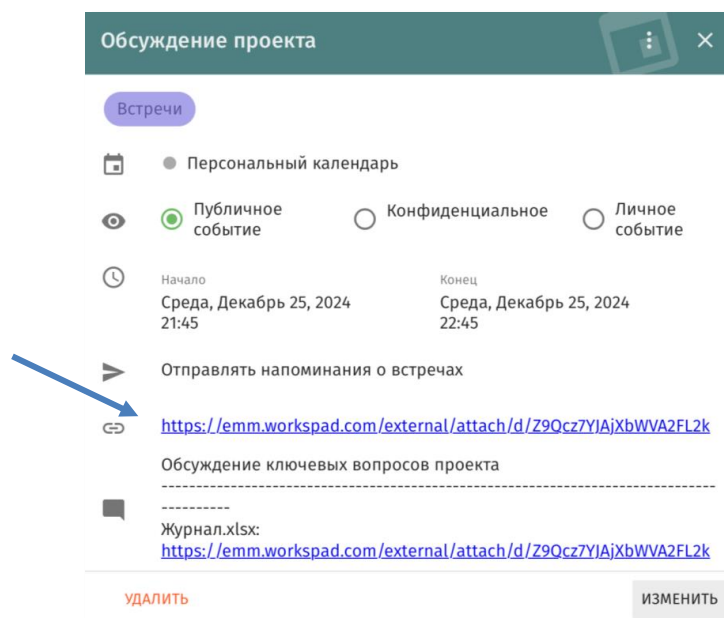 Обсуждение проекта
Встречи
Персональный календарь
Публичное событие
Конфиденциальное
Личное событие
Начало
Среда, Декабрь 25, 2024
21:45
Конец
Среда, Декабрь 25, 2024
22:45
Отправлять напоминания о встречах
https://emm.workspad.com/external/attach/d/Z9Qcz7YJAjXbWVA2FL2k
Обсуждение ключевых вопросов проекта
--------------------------------------------------------------------------------
----------
Журнал.xlsx:
https://emm.workspad.com/external/attach/d/Z9Qcz7YJAjXbWVA2FL2k
УДАЛИТЬ
ИЗМЕНИТЬ